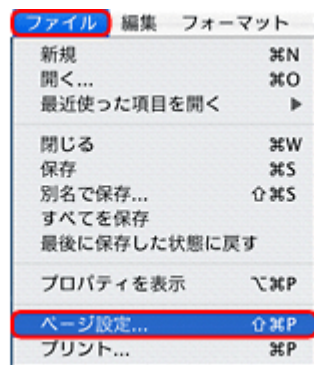 ファイル 編集 フォーマット
新規 ⌘N
開く... ⌘O
最近使った項目を開く ▶
閉じる ⌘W
保存 ⌘S
別名で保存... ⇧⌘S
すべてを保存
最後に保存した状態に戻す
プロパティを表示 ⌥⌘P
ページ設定... ⇧⌘P
プリント... ⌘P